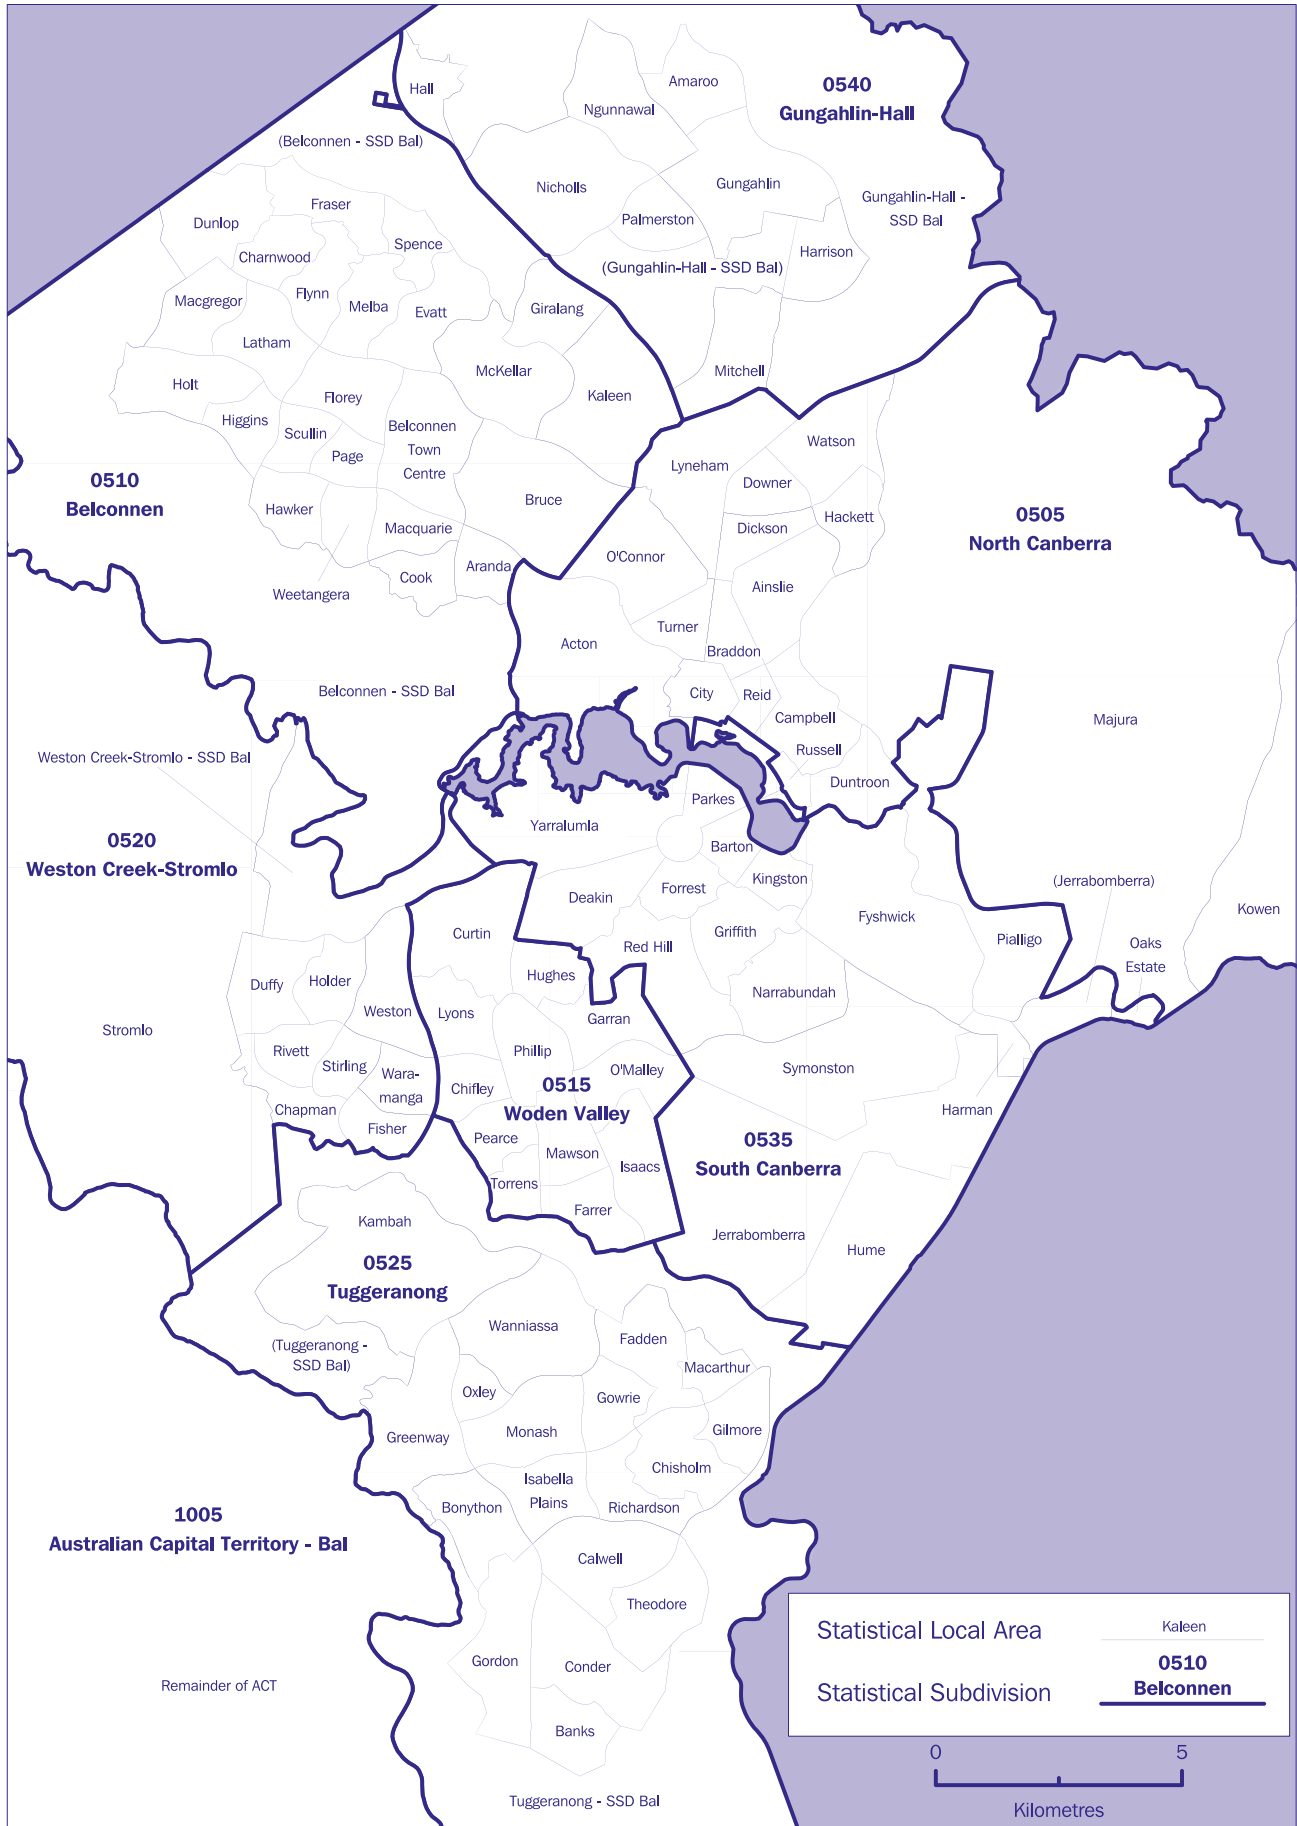 Hall
Amaroo
0540
Gungahlin-Hall
Ngunnawal
(Belconnen - SSD Bal)
Nicholls
Gungahlin
Gungahlin-Hall -
SSD Bal
Fraser
Dunlop
Palmerston
Spence
Charnwood
Harrison
(Gungahlin-Hall - SSD Bal)
Flynn
Macgregor
Melba
Evatt
Giralang
Latham
McKellar
Mitchell
Holt
Florey
Kaleen
Higgins
Scullin
Belconnen
Town
Centre
Page
Watson
Lyneham
Downer
0510
Belconnen
Bruce
Hawker
Macquarie
Dickson
Hackett
0505
North Canberra
O'Connor
Aranda
Cook
Ainslie
Weetangera
Turner
Acton
Braddon
Belconnen - SSD Bal
City
Reid
Campbell
Majura
Weston Creek-Stromlo - SSD Bal
Russell
Duntroon
Parkes
Yarralumla
0520
Weston Creek-Stromlo
Barton
Kingston
(Jerrabomberra)
Deakin
Forrest
Kowen
Fyshwick
Curtin
Griffith
Red Hill
Pialligo
Oaks
Estate
Duffy
Holder
Hughes
Narrabundah
Weston
Lyons
Garran
Stromlo
Rivett
Stirling
Phillip
O'Malley
Symonston
Wara-
manga
Chifley
0515
Woden Valley
Chapman
Harman
Fisher
Pearce
Mawson
0535
South Canberra
Isaacs
Torrens
Farrer
Kambah
Jerrabomberra
Hume
0525
Tuggeranong
Wanniassa
(Tuggeranong -
SSD Bal)
Fadden
Macarthur
Oxley
Gowrie
Greenway
Monash
Gilmore
Chisholm
Isabella
Plains
Bonython
Richardson
1005
Australian Capital Territory - Bal
Calwell
Theodore
Gordon
Conder
Remainder of ACT
Banks
Tuggeranong - SSD Bal
Statistical Local Area
Kaleen
Statistical Subdivision
0510
Belconnen
0 5
Kilometres